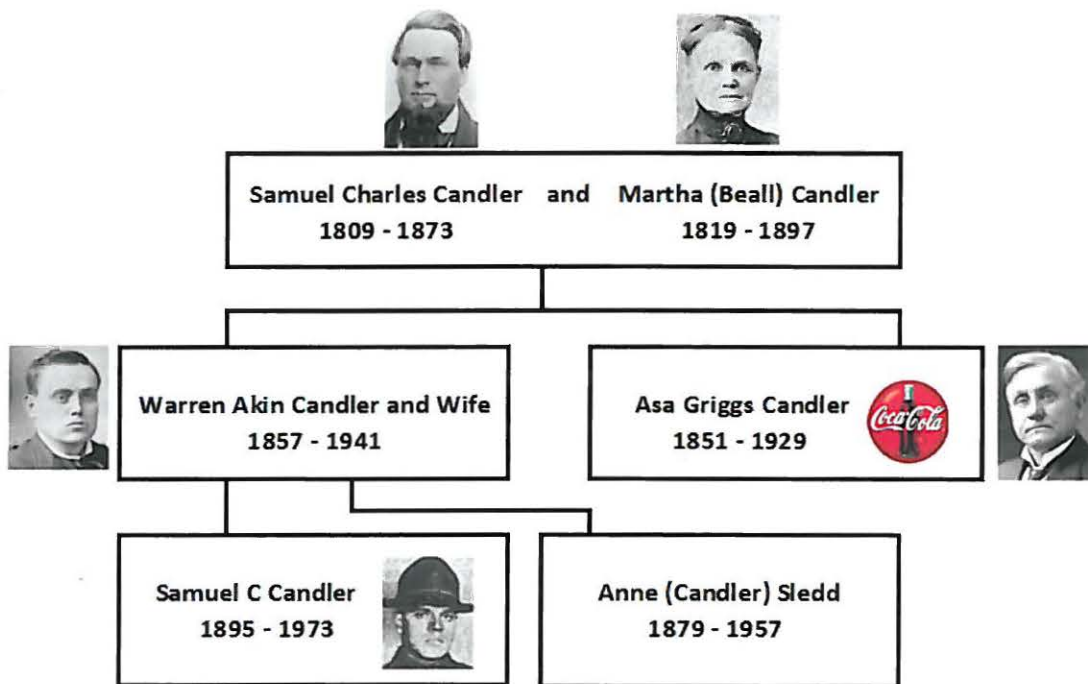 Samuel Charles Candler and Martha (Beall) Candler
1809 - 1873 1819 - 1897
Warren Akin Candler and Wife
1857 - 1941
Asa Griggs Candler
1851 - 1929
Coca-Cola
Samuel C Candler
1895 - 1973
Anne (Candler) Sledd
1879 - 1957